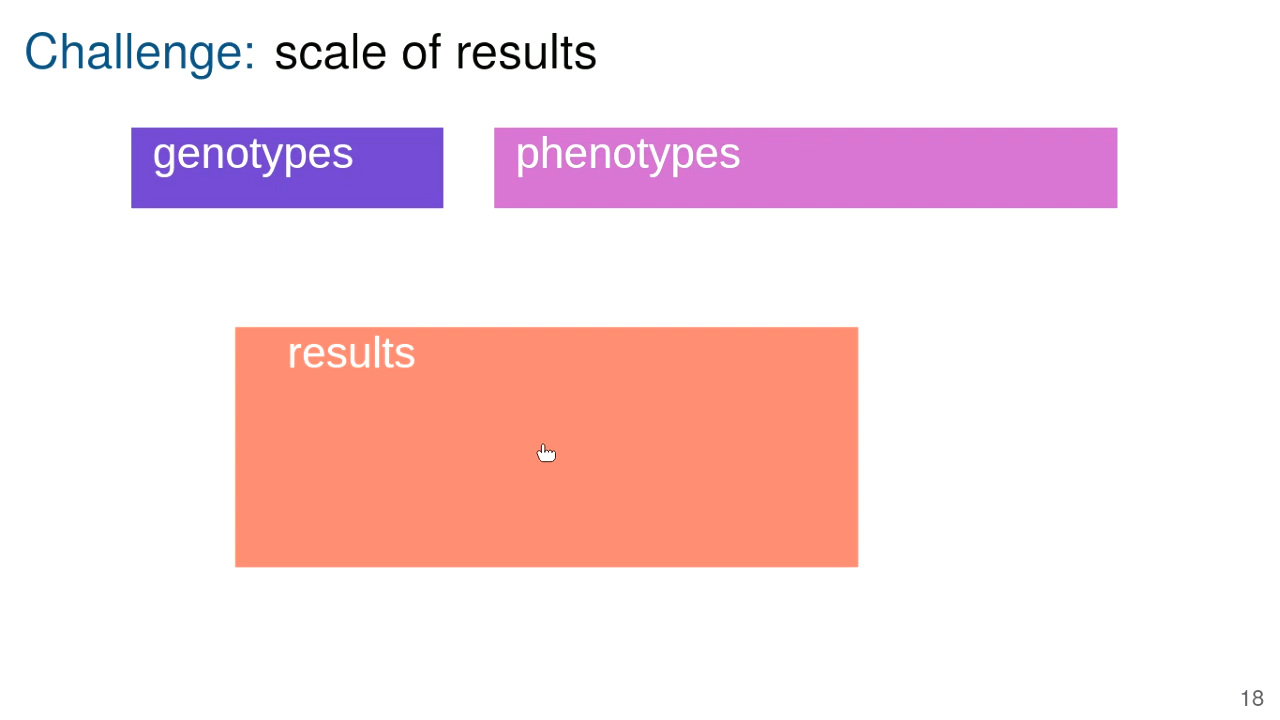 Challenge: scale of results
genotypes
phenotypes
results
18